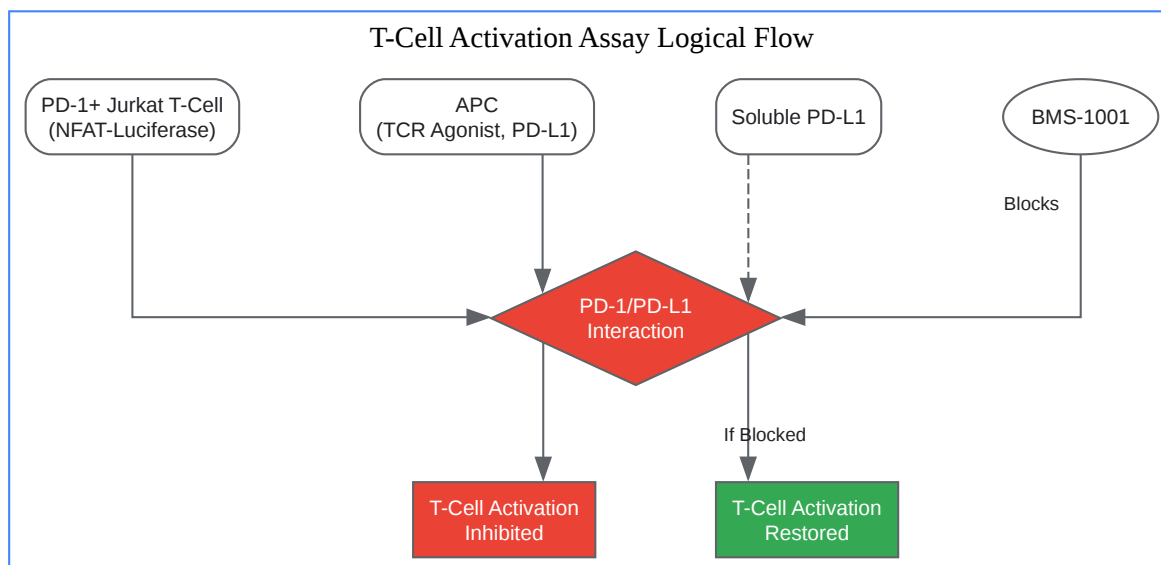 T-Cell Activation Assay Logical Flow
PD-1+ Jurkat T-Cell
(NFAT-Luciferase)
APC
(TCR Agonist, PD-L1)
Soluble PD-L1
BMS-1001
Blocks
PD-1/PD-L1
Interaction
If Blocked
T-Cell Activation
Inhibited
T-Cell Activation
Restored